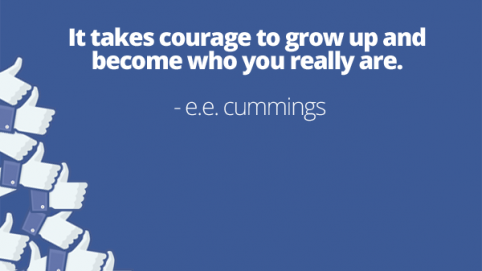 It takes courage to grow up and
become who you really are.
- e.e. cummings